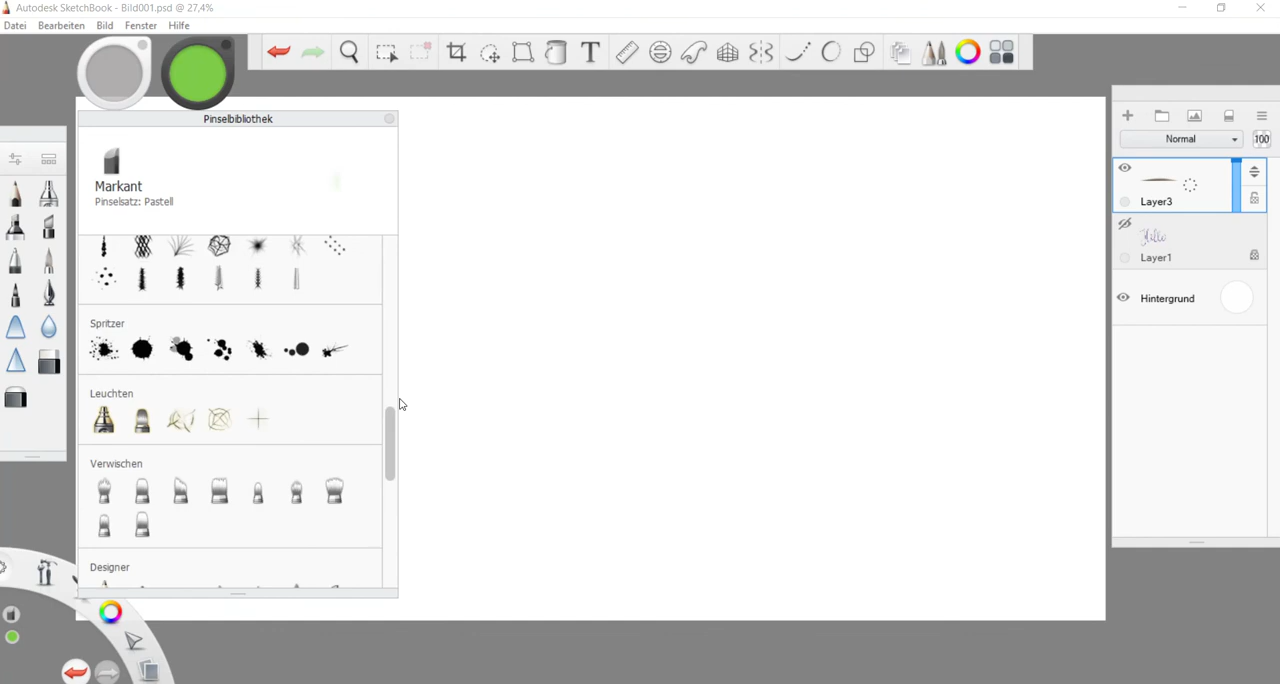 Autodesk SketchBook - Bild001.psd @ 27,4%
Datei Bearbeiten Bild Fenster Hilfe
T
Pinselbibliothek
Markant
Pinselsatz: Pastell
Spritzer
Leuchten
Verwischen
Designer
Normal 100
Layer3
Hello
Layer1
Hintergrund